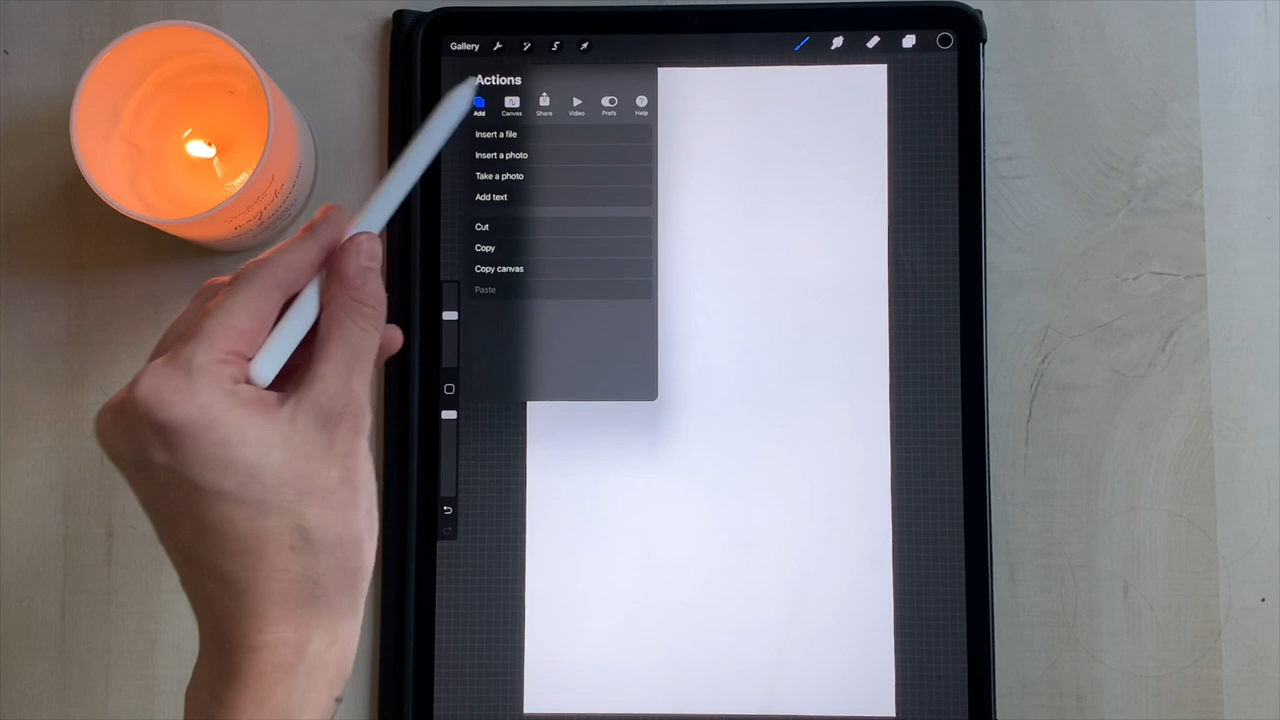 Gallery
Actions
Add Canvas Share Video Prefs Help
Insert a file
Insert a photo
Take a photo
Add text
Cut
Copy
Copy canvas
Paste
magnolia